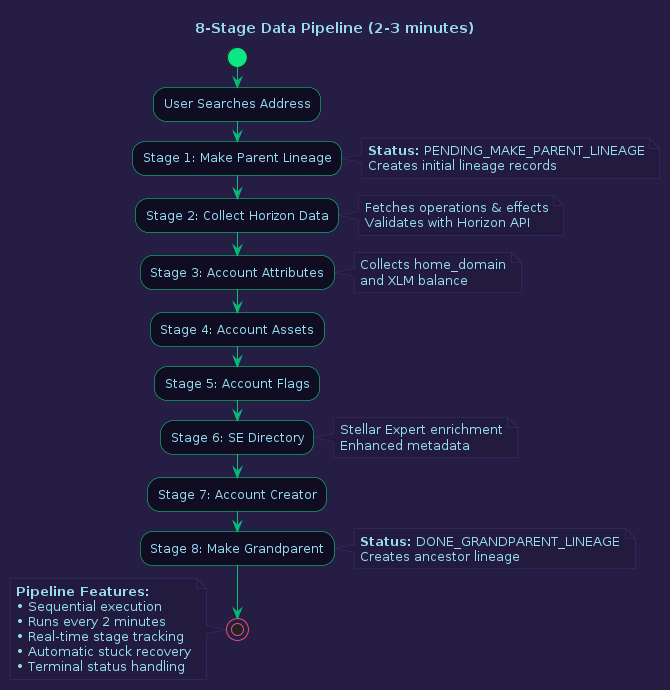 8-Stage Data Pipeline (2-3 minutes)
User Searches Address
Stage 1: Make Parent Lineage
Status: PENDING_MAKE_PARENT_LINEAGE
Creates initial lineage records
Stage 2: Collect Horizon Data
Fetches operations & effects
Validates with Horizon API
Stage 3: Account Attributes
Collects home_domain
and XLM balance
Stage 4: Account Assets
Stage 5: Account Flags
Stage 6: SE Directory
Stellar Expert enrichment
Enhanced metadata
Stage 7: Account Creator
Stage 8: Make Grandparent
Status: DONE_GRANDPARENT_LINEAGE
Creates ancestor lineage
Pipeline Features:
• Sequential execution
• Runs every 2 minutes
• Real-time stage tracking
• Automatic stuck recovery
• Terminal status handling